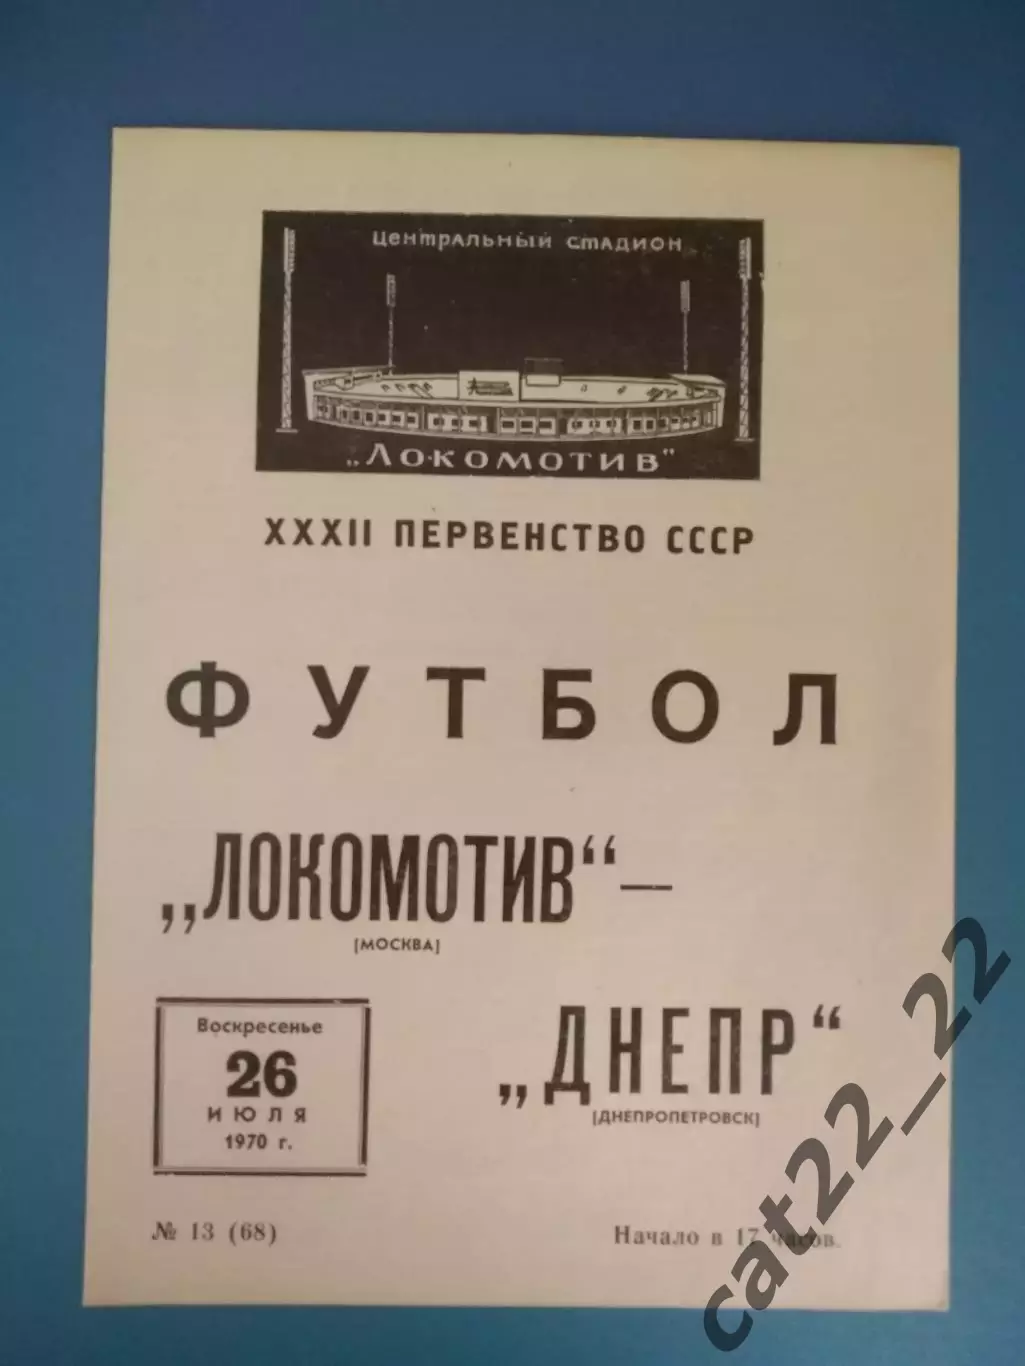 ЦЕНТРАЛЬНЫЙ СТАДИОН
„ЛОКОМОТИВ"
XXXII ПЕРВЕНСТВО СССР
ФУТБОЛ
„ЛОКОМОТИВ“—
[МОСКВА]
„ДНЕПР“
[ДНЕПРОПЕТРОВСК]
Воскресенье
26
ИЮЛЯ
1970 г.
№ 13 (68)
Начало в 17 часов.
cat22_22